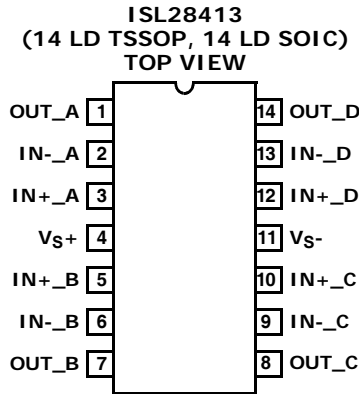 ISL28413
(14 LD TSSOP, 14 LD SOIC)
TOP VIEW
OUT_A 1 14 OUT_D
IN-_A 2 13 IN-_D
IN+_A 3 12 IN+_D
VS+ 4 11 VS-
IN+_B 5 10 IN+_C
IN-_B 6 9 IN-_C
OUT_B 7 8 OUT_C